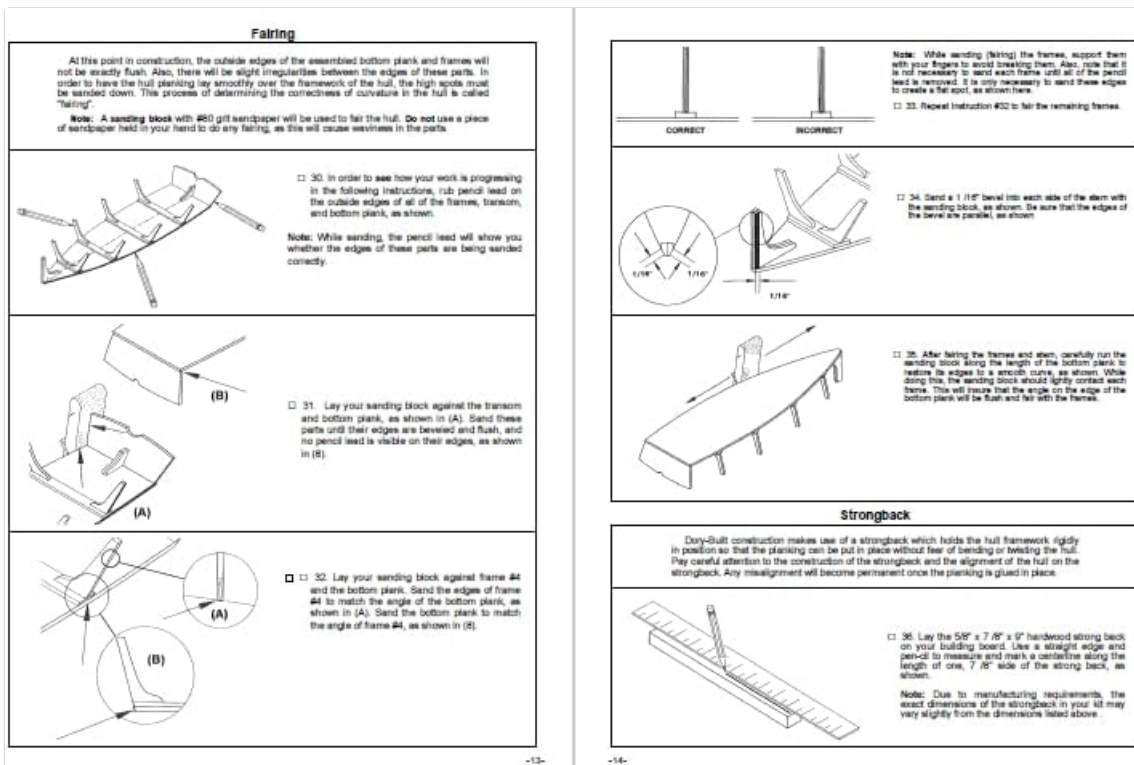 Fairing
At this point in construction, the outside edges of the assembled bottom plank and frames will
not be exactly flush. Also, there will be slight irregularities between the edges of these parts. In
order to have the hull planking lay smoothly over the framework of the hull, the high spots must
be sanded down. This process of determining the correctness of curvature in the hull is called
"fairing".
Note: A sanding block with #80 grit sandpaper will be used to fair the hull. Do not use a piece
of sandpaper held in your hand to do any fairing, as this will cause waviness in the parts.
☐ 30. In order to see how your work is progressing
in the following instructions, rub pencil lead on
the outside edges of all of the frames, transom,
and bottom plank, as shown.
Note: While sanding, the pencil lead will show you
whether the edges of these parts are being sanded
correctly.
(B)
(A)
☐ 31. Lay your sanding block against the transom
and bottom plank, as shown in (A). Sand these
parts until their edges are beveled and flush, and
no pencil lead is visible on their edges, as shown
in (B).
(A)
(B)
☐ ☐ 32. Lay your sanding block against frame #4
and the bottom plank. Sand the edges of frame
#4 to match the angle of the bottom plank, as
shown in (A). Sand the bottom plank to match
the angle of frame #4, as shown in (B).
-13-
CORRECT
INCORRECT
Note: While sanding (fairing) the frames, support them
with your fingers to avoid breaking them. Also, note that it
is not necessary to sand each frame until all of the pencil
lead is removed. It is only necessary to sand these edges
to create a flat spot, as shown here.
☐ 33. Repeat Instruction #32 to fair the remaining frames.
1/16"
1/16"
1/16"
☐ 34. Sand a 1 /16" bevel into each side of the stem with
the sanding block, as shown. Be sure that the edges of
the bevel are parallel, as shown
☐ 35. After fairing the frames and stem, carefully run the
sanding block along the length of the bottom plank to
restore its edges to a smooth curve, as shown. While
doing this, the sanding block should lightly contact each
frame. This will insure that the angle on the edge of the
bottom plank will be flush and fair with the frames.
Strongback
Dory-Built construction makes use of a strongback which holds the hull framework rigidly
in position so that the planking can be put in place without fear of bending or twisting the hull.
Pay careful attention to the construction of the strongback and the alignment of the hull on the
strongback. Any misalignment will become permanent once the planking is glued in place.
☐ 36. Lay the 5/8" x 7 /8" x 9" hardwood strong back
on your building board. Use a straight edge and
pen-cil to measure and mark a centerline along the
length of one, 7 /8" side of the strong back, as
shown.
Note: Due to manufacturing requirements, the
exact dimensions of the strongback in your kit may
vary slightly from the dimensions listed above .
-14-